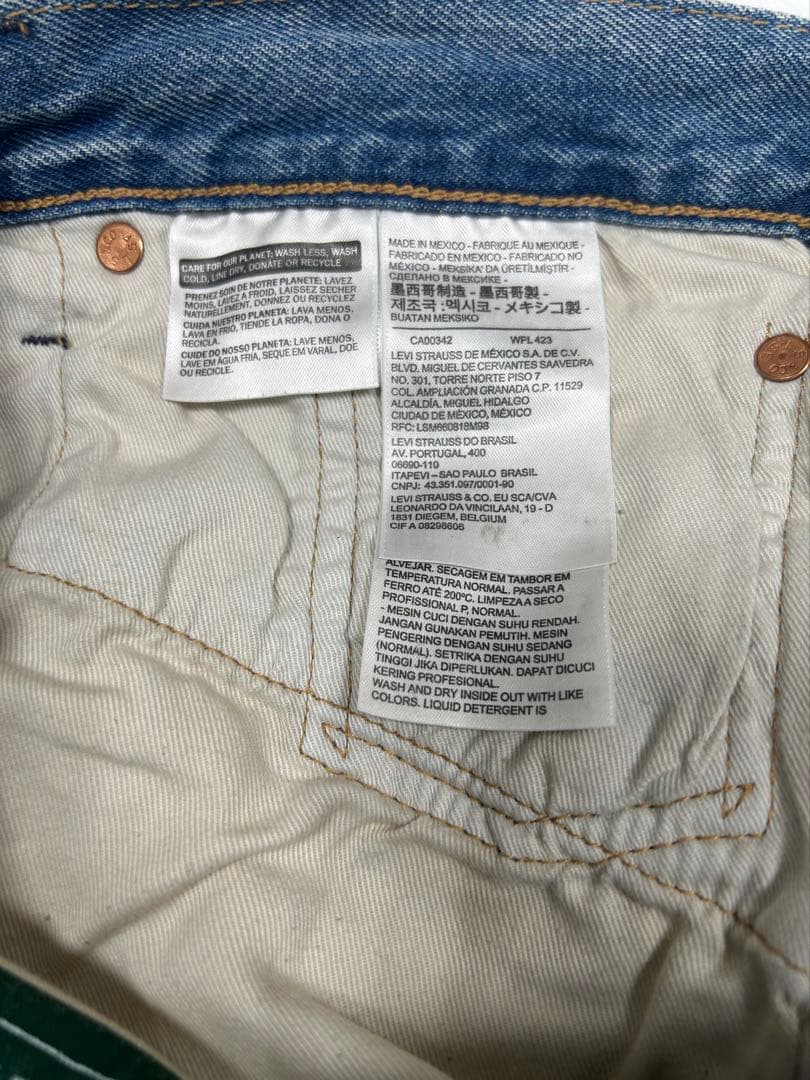 CARE FOR OUR PLANET: WASH LESS, WASH
COLD, LINE DRY, DONATE OR RECYCLE
PRENEZ SOIN DE NOTRE PLANETE: LAVEZ
MOINS, LAVEZ A FROID, LAISSEZ SECHER
NATURELLEMENT, DONNEZ OU RECYCLEZ
CUIDA NUESTRO PLANETA: LAVA MENOS.
LAVA EN FRIO, TIENDE LA ROPA, DONA O
RECICLA.
CUIDE DO NOSSO PLANETA: LAVE MENOS.
LAVE EM ÁGUA FRIA, SEQUE EM VARAL, DOE
OU RECICLE.
MADE IN MEXICO - FABRIQUE AU MEXIQUE -
FABRICADO EN MEXICO - FABRICADO NO
MÉXICO - MEKSIKA' DA ÜRETİLMİŞTİR -
СДЕЛАНО В МЕКСИКЕ -
墨西哥制造 - 墨西哥製 -
제조국 :멕시코 - メキシコ製 -
BUATAN MEKSIKO
CA00342 WPL 423
LEVI STRAUSS DE MÉXICO S.A. DE C.V.
BLVD. MIGUEL DE CERVANTES SAAVEDRA
NO. 301, TORRE NORTE PISO 7
COL. AMPLIACIÓN GRANADA C.P. 11529
ALCALDÍA. MIGUEL HIDALGO
CIUDAD DE MÉXICO, MÉXICO
RFC: LSM660818M98
LEVI STRAUSS DO BRASIL
AV. PORTUGAL, 400
06690-110
ITAPEVI – SAO PAULO BRASIL
CNPJ: 43.351.097/0001-90
LEVI STRAUSS & CO. EU SCA/CVA
LEONARDO DA VINCILAAN, 19 - D
1831 DIEGEM, BELGIUM
CIF A 08298606
ALVEJAR. SECAGEM EM TAMBOR EM
TEMPERATURA NORMAL. PASSAR A
FERRO ATÉ 200ºC. LIMPEZA A SECO
PROFISSIONAL P, NORMAL.
- MESIN CUCI DENGAN SUHU RENDAH.
JANGAN GUNAKAN PEMUTIH. MESIN
PENGERING DENGAN SUHU SEDANG
(NORMAL). SETRIKA DENGAN SUHU
TINGGI JIKA DIPERLUKAN. DAPAT DICUCI
KERING PROFESIONAL.
WASH AND DRY INSIDE OUT WITH LIKE
COLORS. LIQUID DETERGENT IS